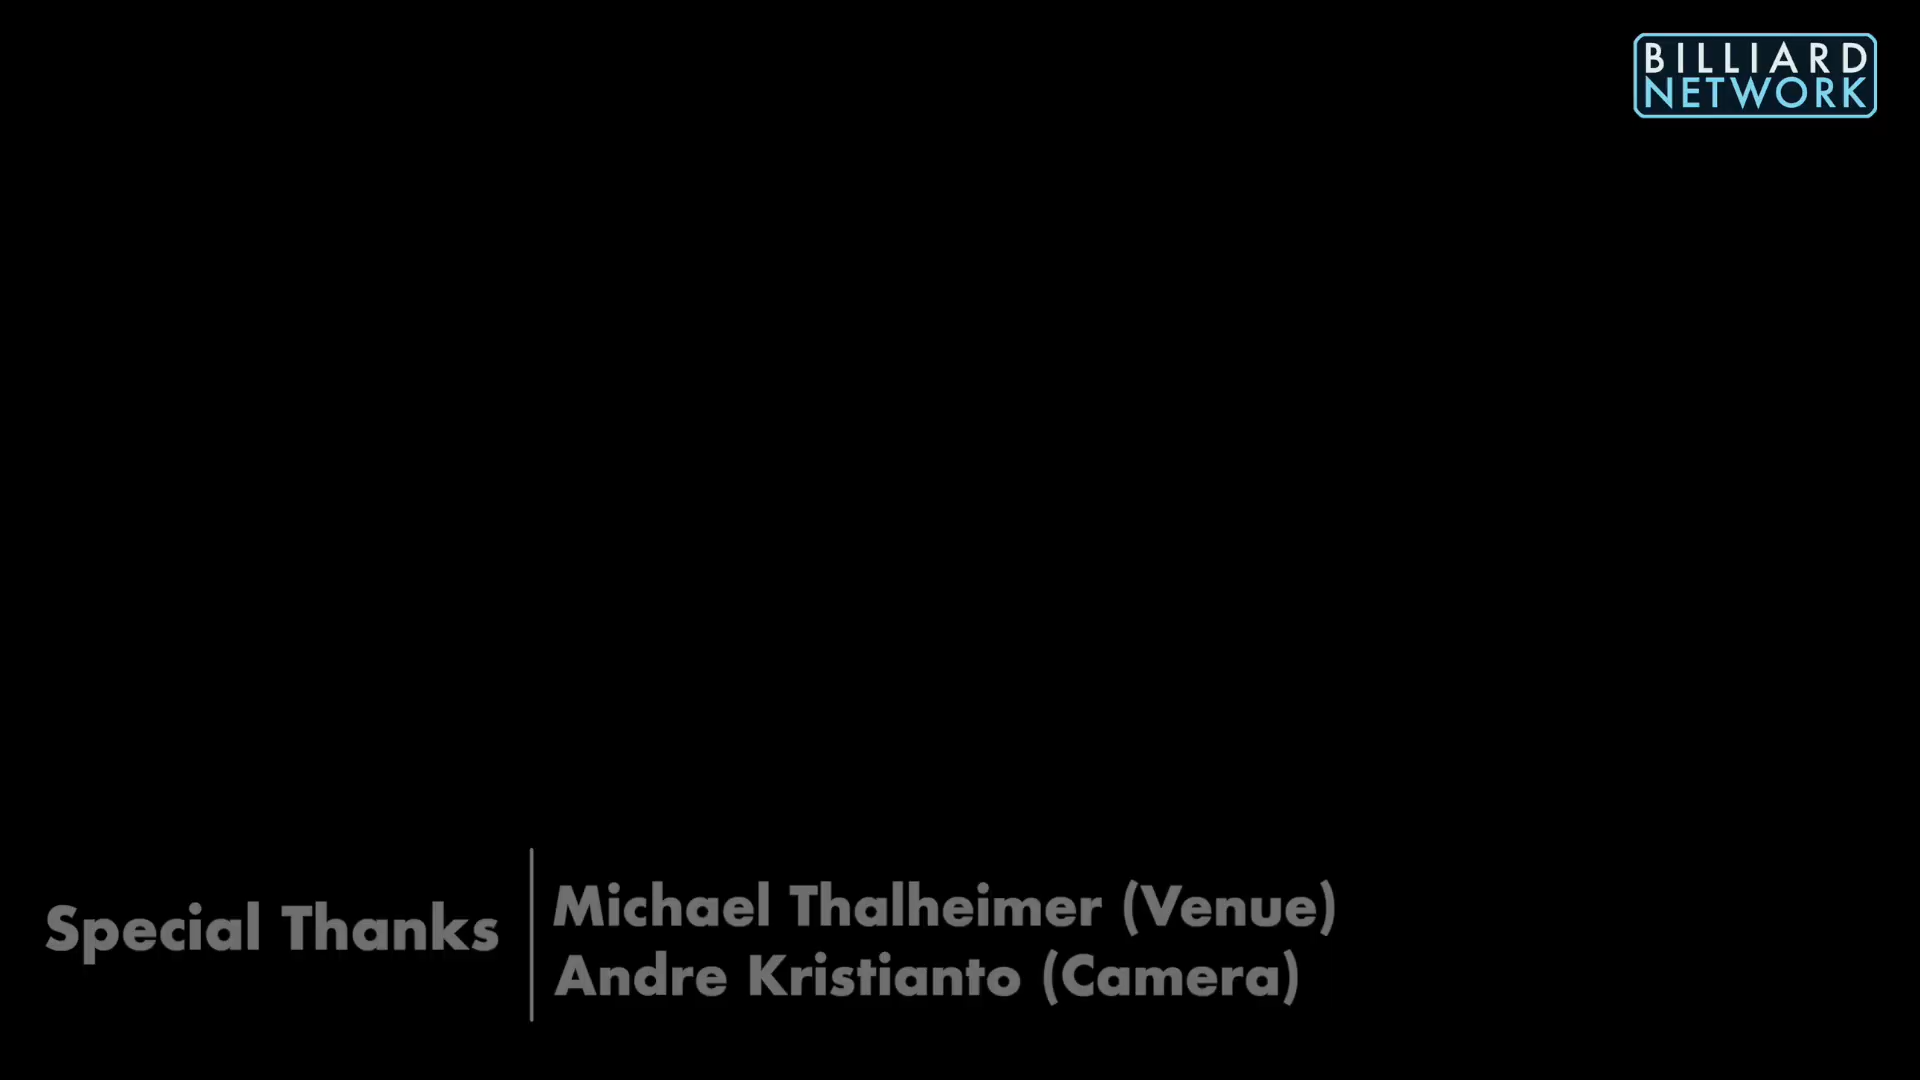 BILLIARD
NETWORK
Special Thanks
Michael Thalheimer (Venue)
Andre Kristianto (Camera)